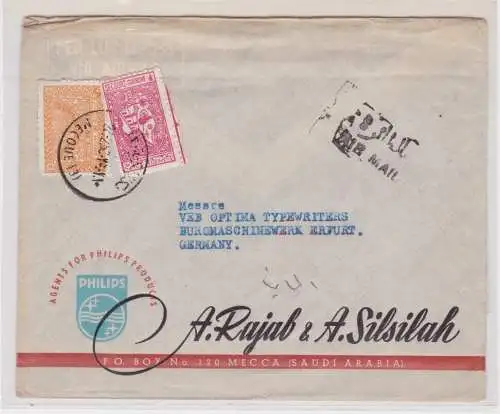 AIR MAIL
Messrs
VEB OPTIMA TYPEWRITERS
BUROMASCHINEWERK ERFURT.
GERMANY.
AGENTS FOR PHILIPS PRODUCTS
PHILIPS
A. Rajab & A. Silsilah
P.O. BOX No. 120 MECCA (SAUDI ARABIA)